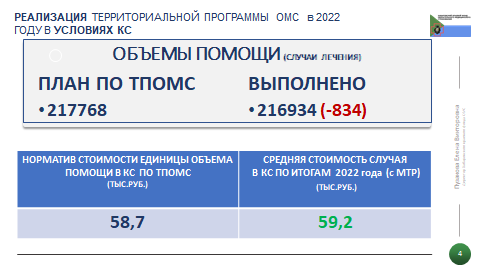 РЕАЛИЗАЦИЯ ТЕРРИТОРИАЛЬНОЙ ПРОГРАММЫ ОМС в 2022
ГОДУ В УСЛОВИЯХ КС
ОБЪЕМЫ ПОМОЩИ (СЛУЧАИ ЛЕЧЕНИЯ)
ПЛАН ПО ТПОМС
ВЫПОЛНЕНО
•217768
•216934 (-834)
НОРМАТИВ СТОИМОСТИ ЕДИНИЦЫ ОБЪЕМА
ПОМОЩИ В КС ПО ТПОМС
(ТЫС.РУБ.)
СРЕДНЯЯ СТОИМОСТЬ СЛУЧАЯ
В КС ПО ИТОГАМ 2022 года (с МТР)
(ТЫС.РУБ.)
58,7
59,2
Елена Викторовна
4